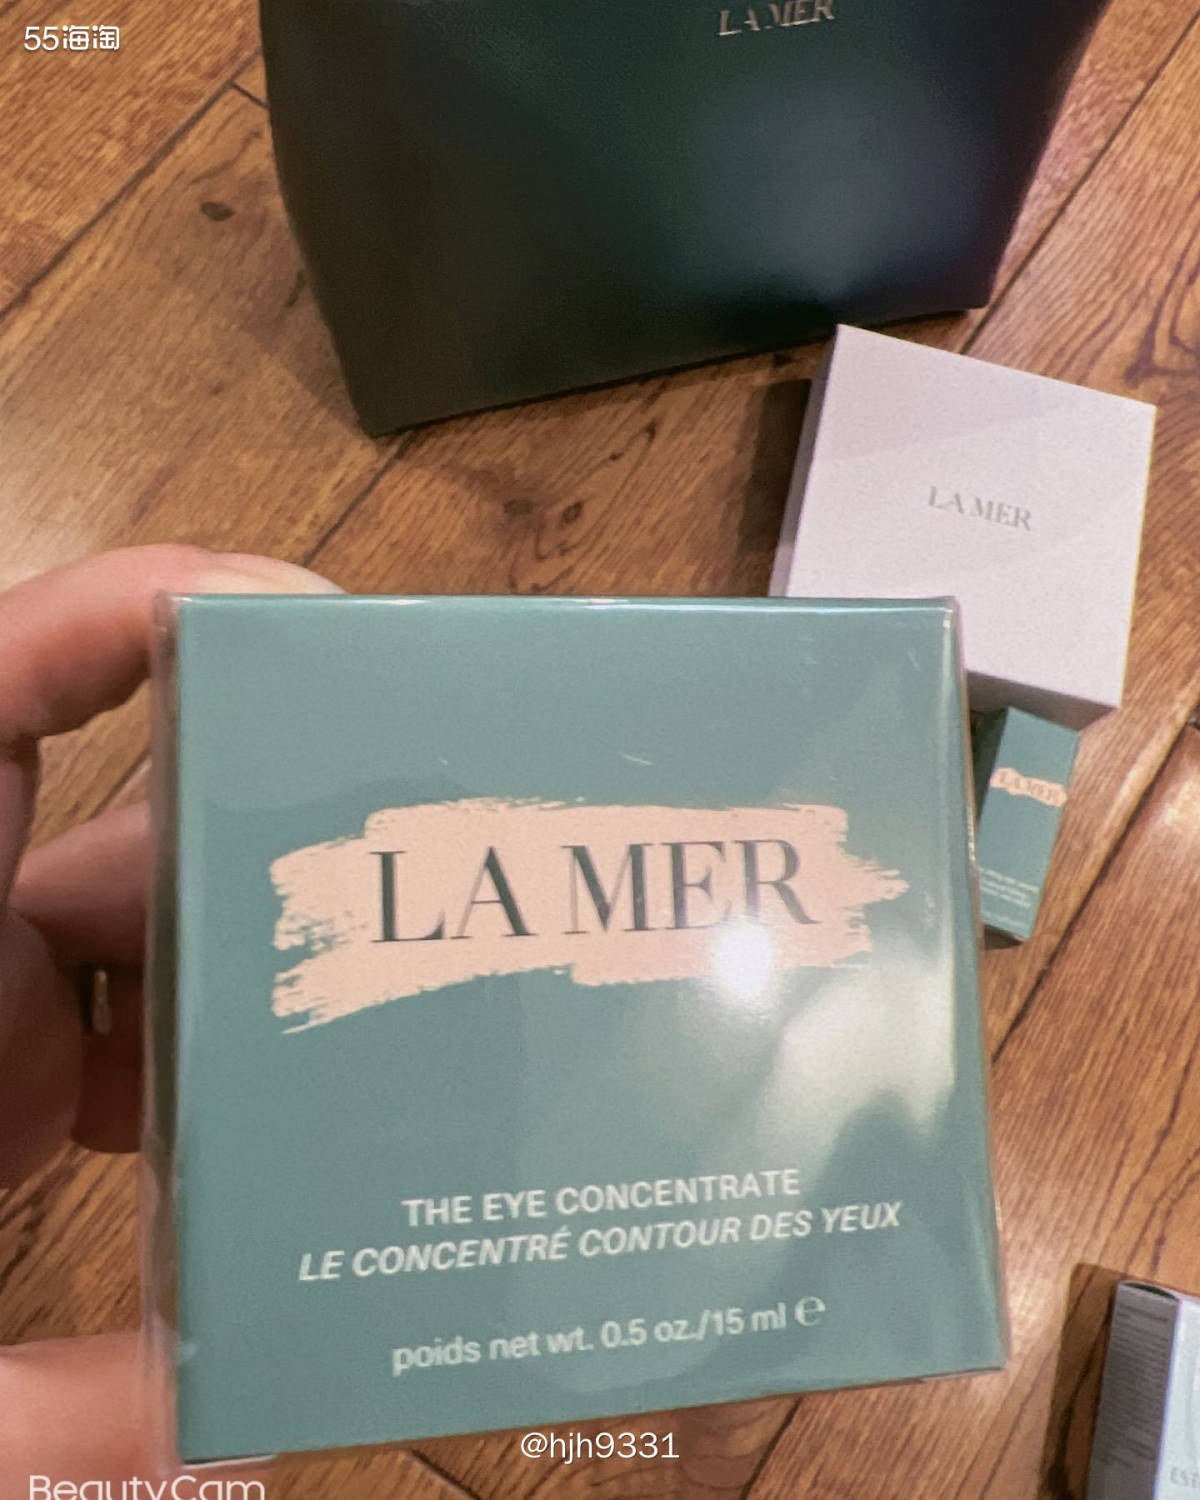 55海淘
LA MER
LA MER
LA MER
LA MER
THE EYE CONCENTRATE
LE CONCENTRÉ CONTOUR DES YEUX
poids net wt. 0.5 oz./15 ml ℮
@hjh9331
BeautyCam